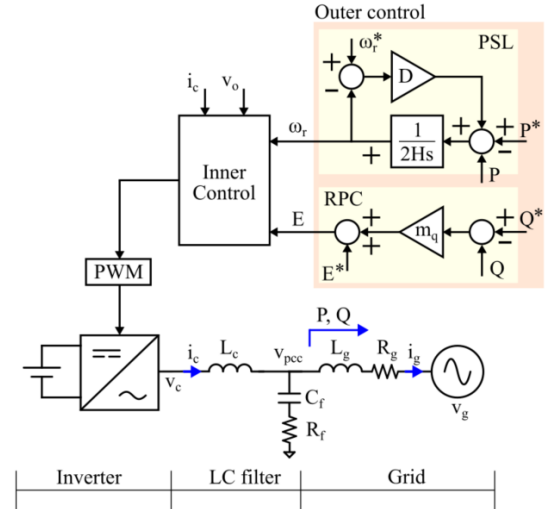 Outer control
ω_r^*
PSL
+
−
D
i_c
v_o
ω_r
+
1
2Hs
+
+
−
P*
P
Inner
Control
RPC
E
+
+
E*
m_q
+
−
Q*
Q
PWM
P, Q
i_c
L_c
v_pcc
L_g
R_g
i_g
v_c
C_f
R_f
v_g
Inverter
LC filter
Grid